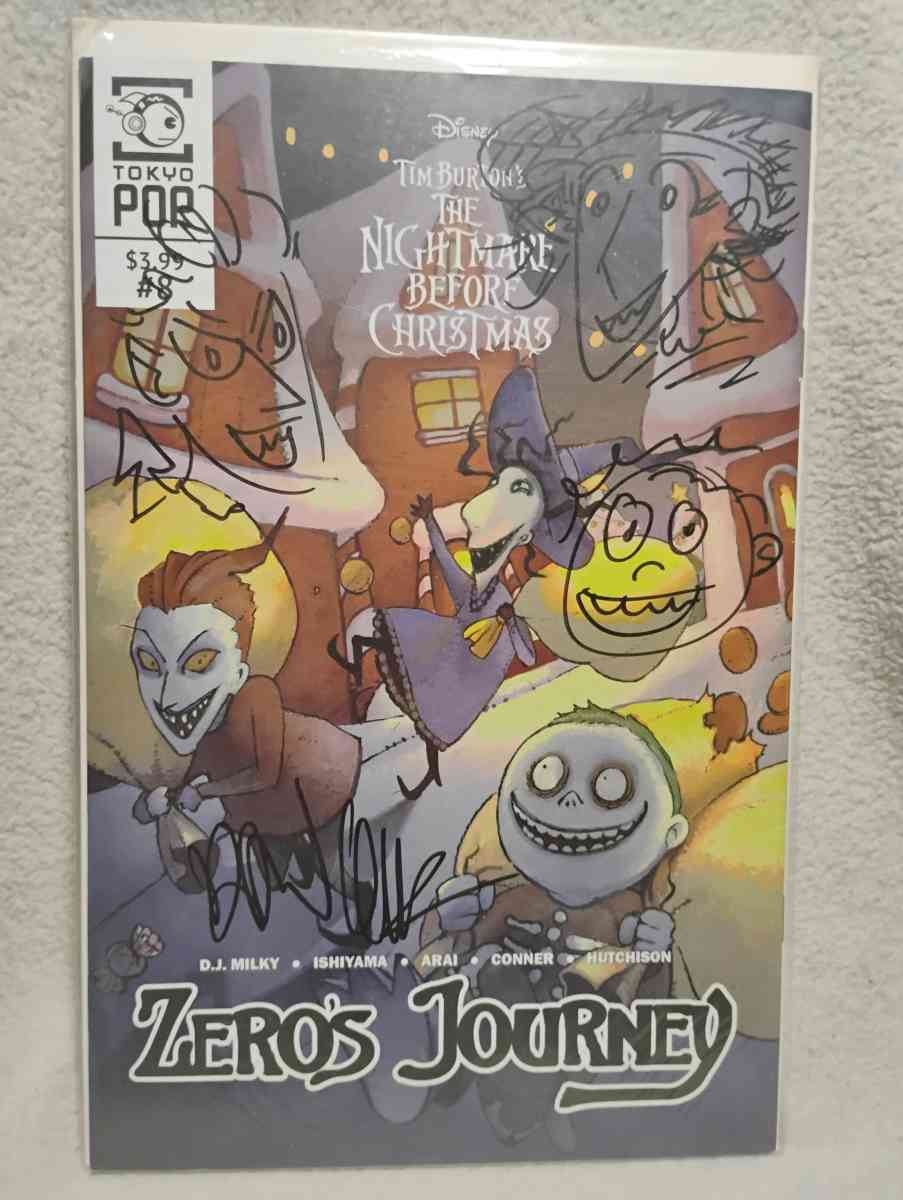 TOKYO
POP
$3.99
#8
Disney
Tim Burton's
The
Nightmare
Before
Christmas
D.J. MILKY • ISHIYAMA • ARAI • CONNER • HUTCHISON
Zero's Journey